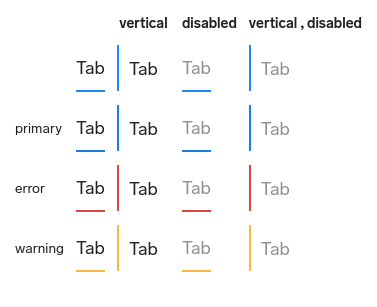 vertical disabled vertical , disabled
Tab Tab Tab Tab
primary Tab Tab Tab Tab
error Tab Tab Tab Tab
warning Tab Tab Tab Tab